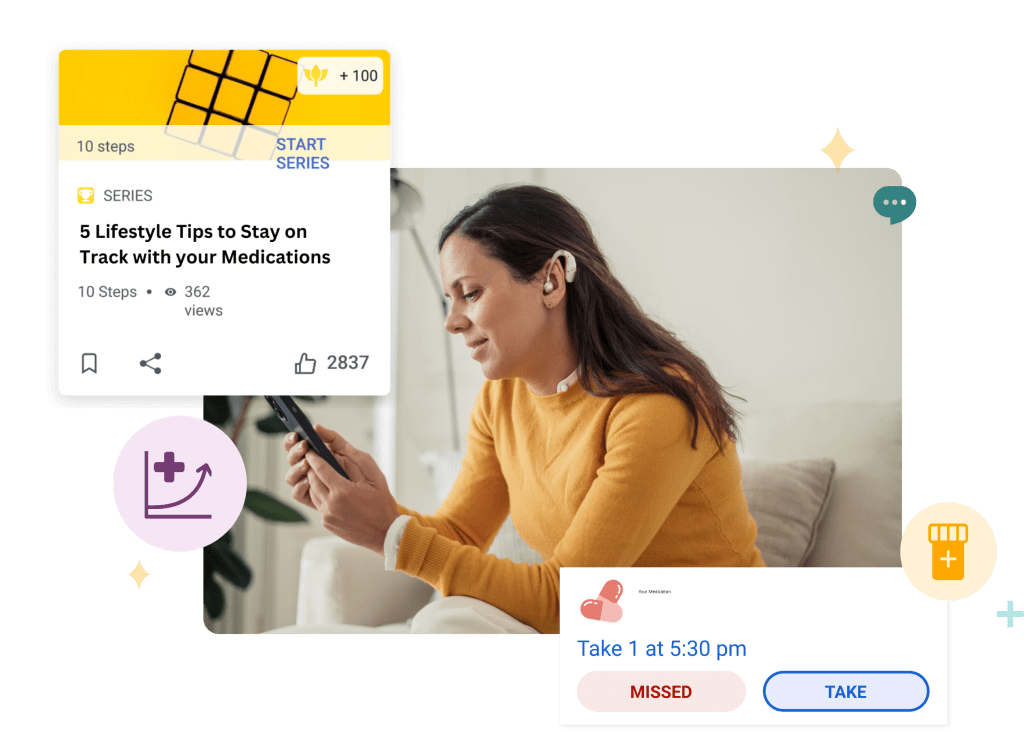 + 100
10 steps
START
SERIES
SERIES
5 Lifestyle Tips to Stay on
Track with your Medications
10 Steps • 362
views
2837
Your Medication
Take 1 at 5:30 pm
MISSED
TAKE